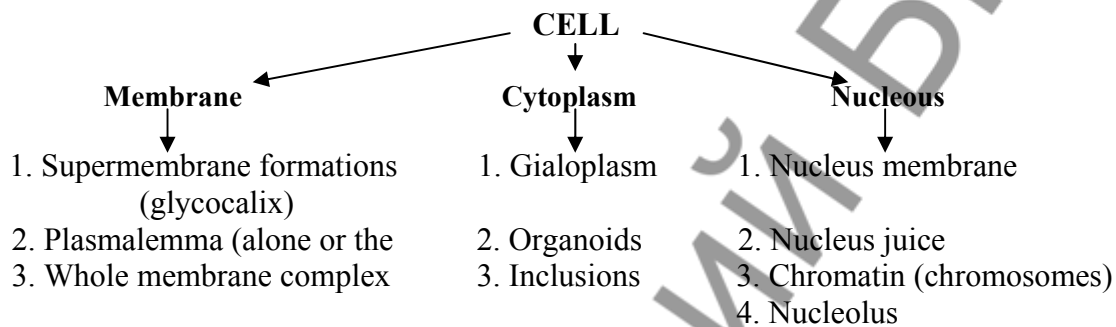 CELL
Membrane Cytoplasm Nucleous
1. Supermembrane formations 1. Gialoplasm 1. Nucleus membrane
(glycocalix)
2. Plasmalemma (alone or the 2. Organoids 2. Nucleus juice
3. Whole membrane complex 3. Inclusions 3. Chromatin (chromosomes)
4. Nucleolus